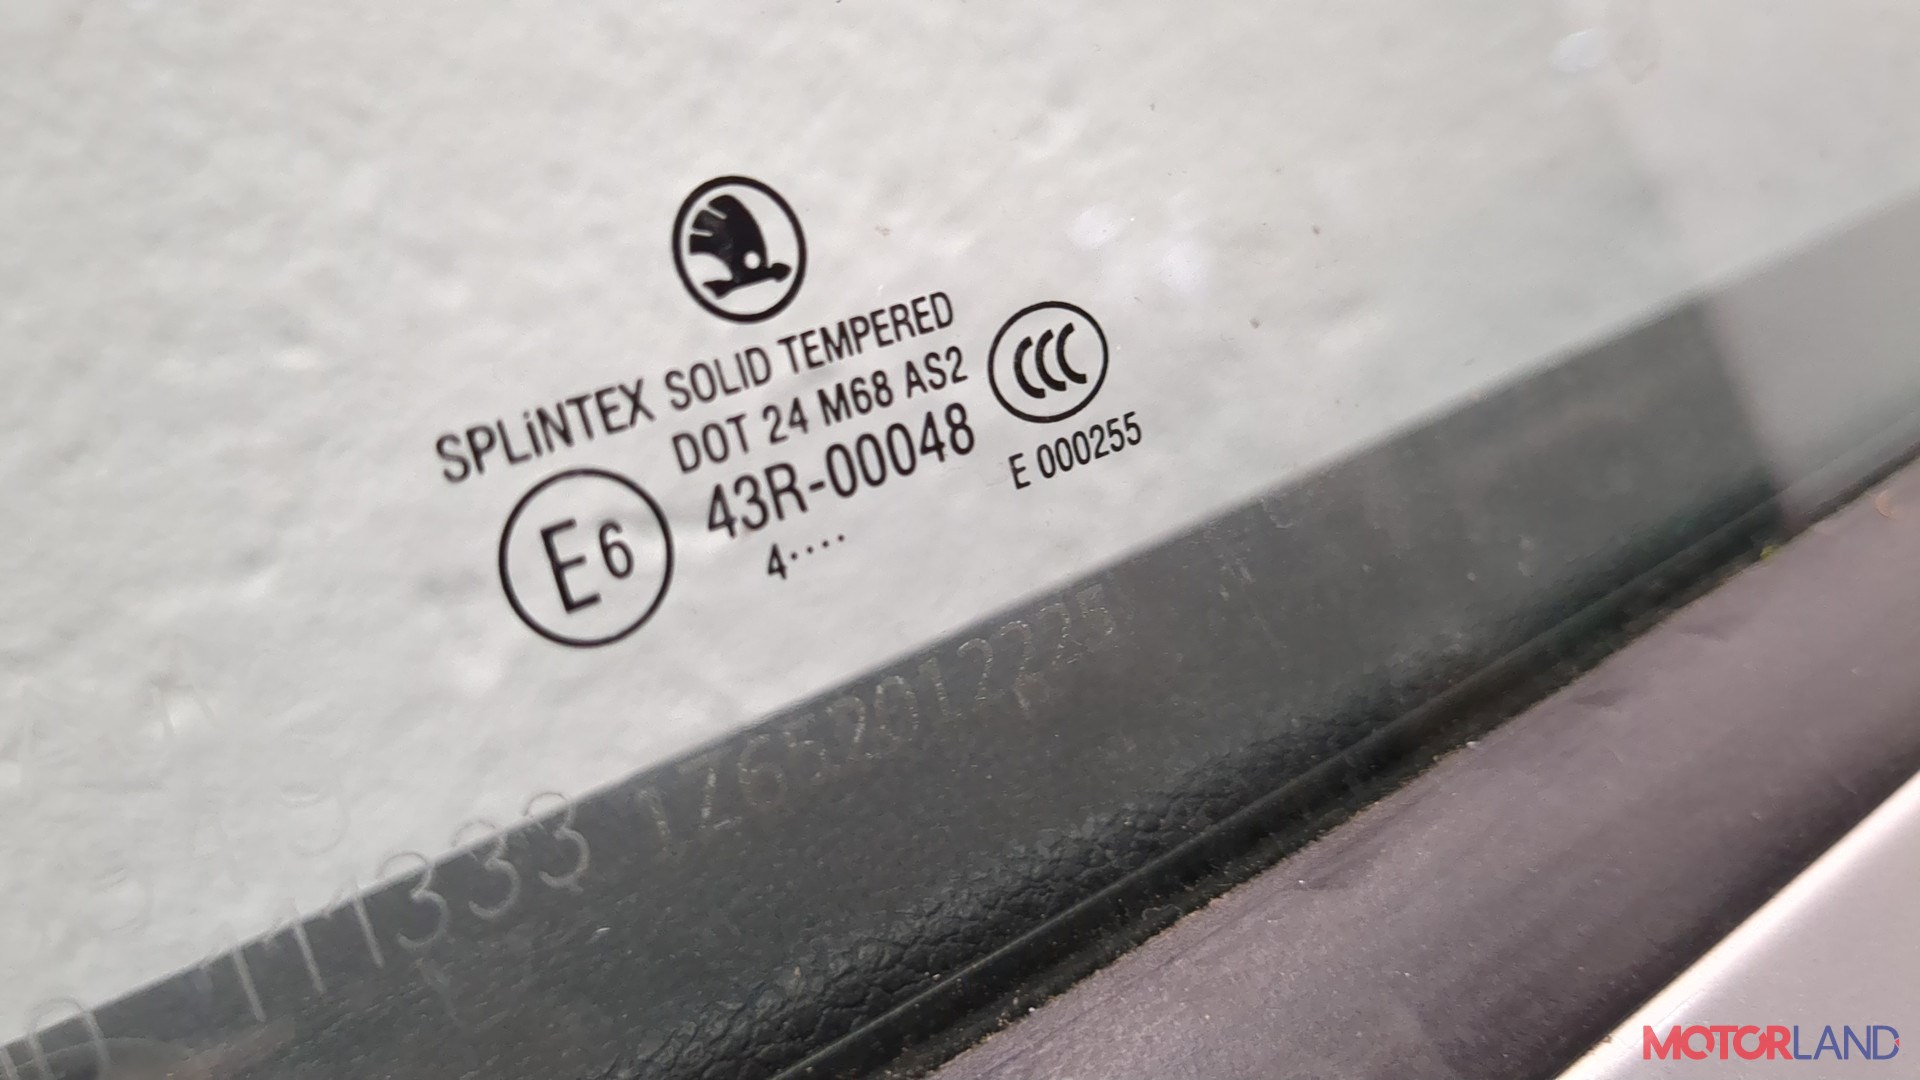 SPLiNTEX SOLID TEMPERED
DOT 24 M68 AS2
CCC
E6
43R-00048
E 000255
4····
MOTORLAND